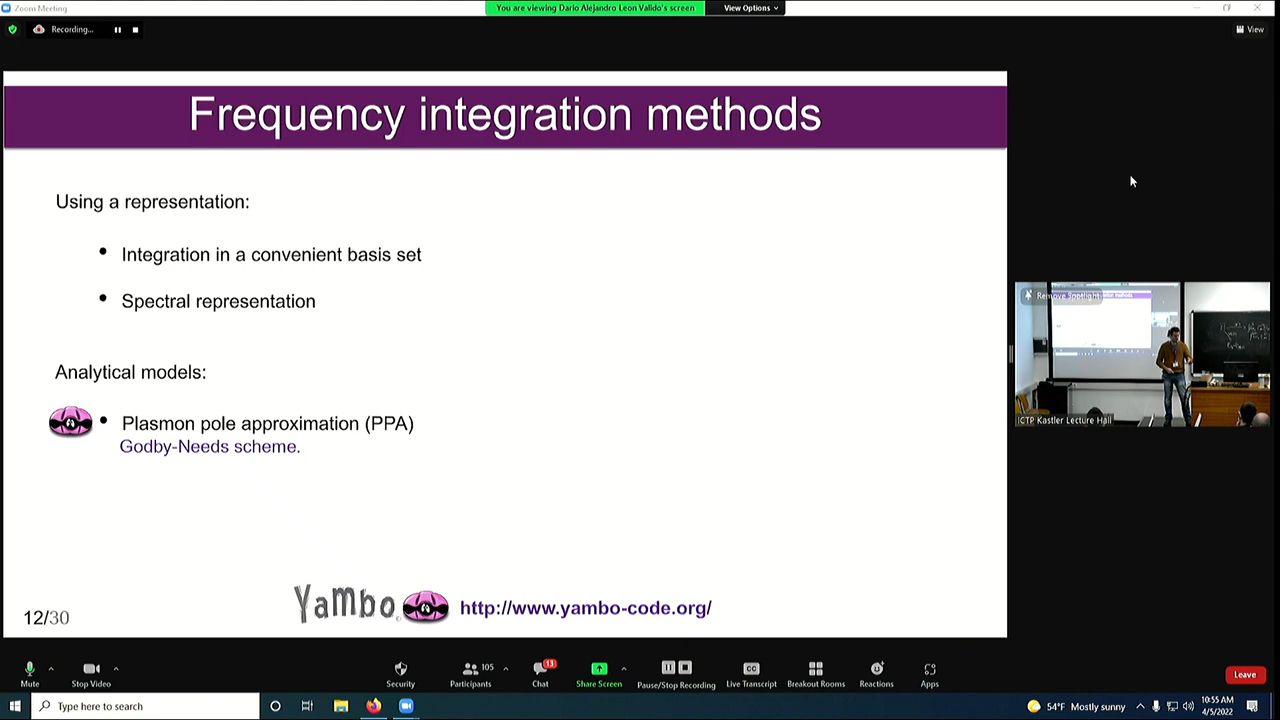 Zoom Meeting
You are viewing Dario Alejandro Leon Valido's screen
View Options
Recording...
View
Frequency integration methods
Using a representation:
• Integration in a convenient basis set
• Spectral representation
Analytical models:
• Plasmon pole approximation (PPA)
Godby-Needs scheme.
Remove Spotlight
ICTP Kastler Lecture Hall
12/30
Yambo
http://www.yambo-code.org/
Mute
Stop Video
Security
105
Participants
13
Chat
Share Screen
Pause/Stop Recording
CC
Live Transcript
Breakout Rooms
Reactions
Apps
Leave
Type here to search
54°F Mostly sunny
10:55 AM
4/5/2022